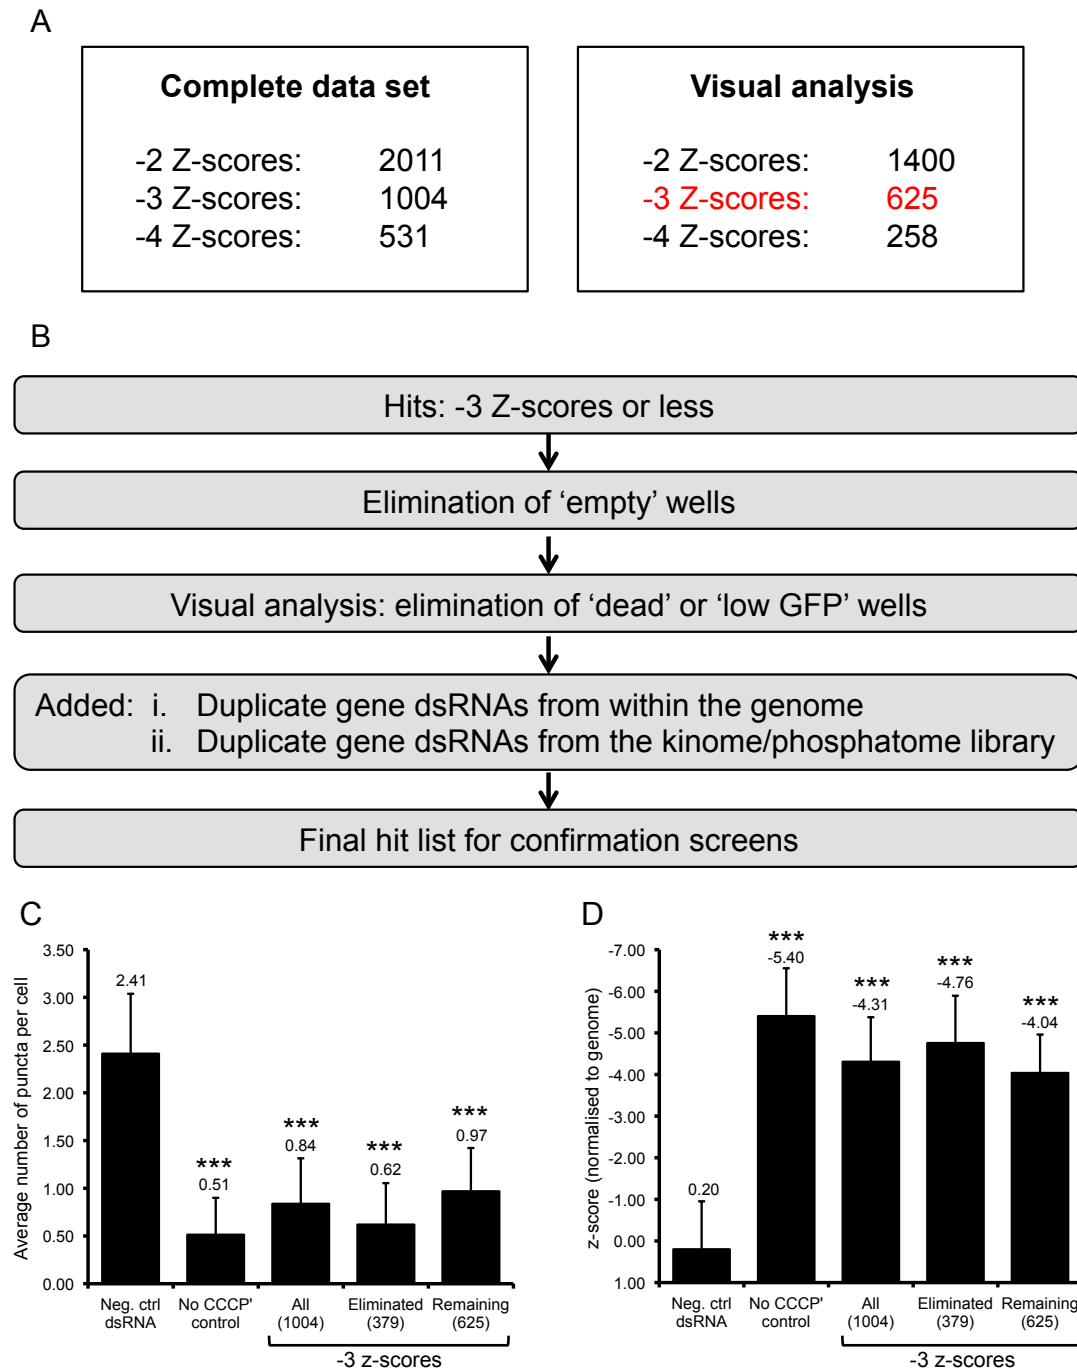 A
Complete data set
-2 Z-scores: 2011
-3 Z-scores: 1004
-4 Z-scores: 531
Visual analysis
-2 Z-scores: 1400
-3 Z-scores: 625
-4 Z-scores: 258
B
Hits: -3 Z-scores or less
Elimination of ‘empty’ wells
Visual analysis: elimination of ‘dead’ or ‘low GFP’ wells
Added: i. Duplicate gene dsRNAs from within the genome
ii. Duplicate gene dsRNAs from the kinome/phosphatome library
Final hit list for confirmation screens
C
Average number of puncta per cell
3.50
3.00
2.50
2.00
1.50
1.00
0.50
0.00
2.41
***
0.51
***
0.84
***
0.62
***
0.97
Neg. ctrl
dsRNA
No CCCP'
control
All
(1004)
Eliminated
(379)
Remaining
(625)
-3 z-scores
D
z-score (normalised to genome)
-7.00
-6.00
-5.00
-4.00
-3.00
-2.00
-1.00
0.00
1.00
0.20
***
-5.40
***
-4.31
***
-4.76
***
-4.04
Neg. ctrl
dsRNA
No CCCP'
control
All
(1004)
Eliminated
(379)
Remaining
(625)
-3 z-scores